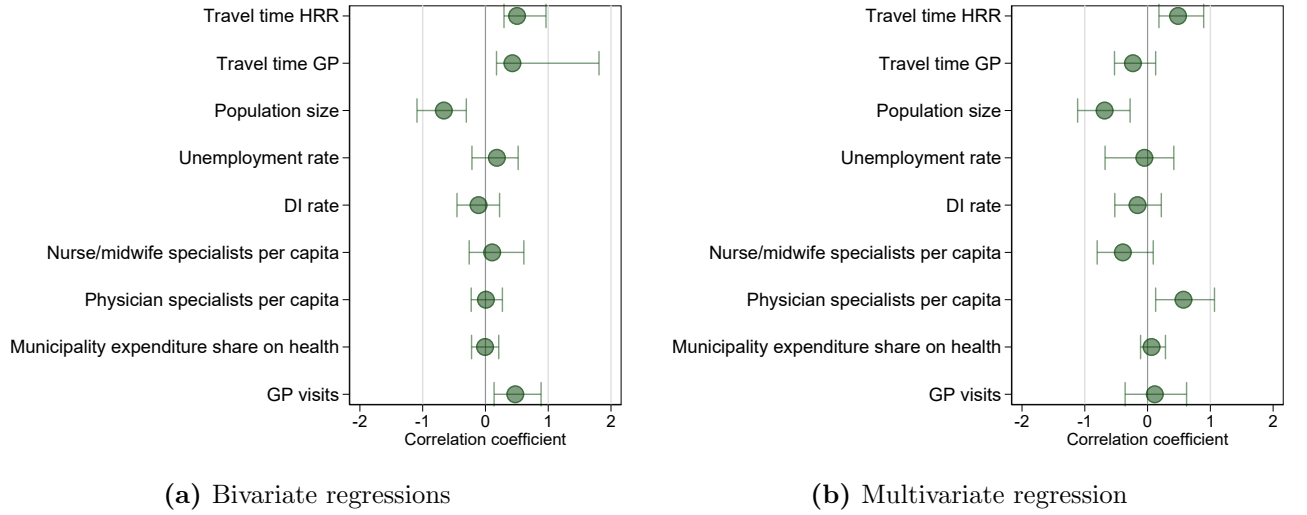 Travel time HRR
Travel time GP
Population size
Unemployment rate
DI rate
Nurse/midwife specialists per capita
Physician specialists per capita
Municipality expenditure share on health
GP visits
-2 -1 0 1 2
Correlation coefficient
(a) Bivariate regressions
Travel time HRR
Travel time GP
Population size
Unemployment rate
DI rate
Nurse/midwife specialists per capita
Physician specialists per capita
Municipality expenditure share on health
GP visits
-2 -1 0 1 2
Correlation coefficient
(b) Multivariate regression